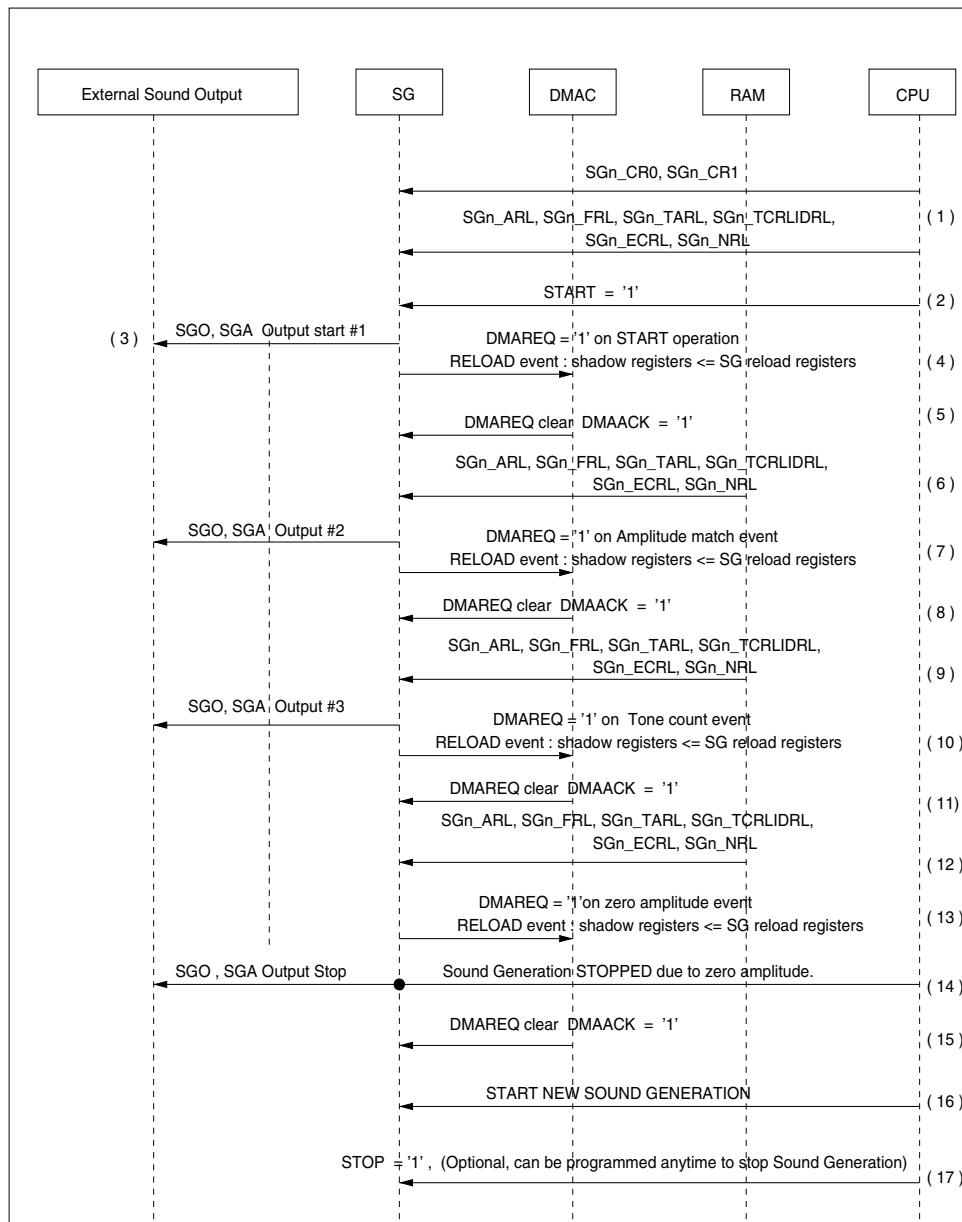 External Sound Output
SG
DMAC
RAM
CPU
SGn_CR0, SGn_CR1
SGn_ARL, SGn_FRL, SGn_TARL, SGn_TCRLIDRL,
( 1 )
SGn_ECRL, SGn_NRL
START = '1'
( 2 )
( 3 )
SGO, SGA Output start #1
DMAREQ = '1' on START operation
RELOAD event : shadow registers <= SG reload registers
( 4 )
DMAREQ clear DMAACK = '1'
( 5 )
SGn_ARL, SGn_FRL, SGn_TARL, SGn_TCRLIDRL,
SGn_ECRL, SGn_NRL
( 6 )
SGO, SGA Output #2
DMAREQ = '1' on Amplitude match event
RELOAD event : shadow registers <= SG reload registers
( 7 )
DMAREQ clear DMAACK = '1'
( 8 )
SGn_ARL, SGn_FRL, SGn_TARL, SGn_TCRLIDRL,
SGn_ECRL, SGn_NRL
( 9 )
SGO, SGA Output #3
DMAREQ = '1' on Tone count event
RELOAD event : shadow registers <= SG reload registers
( 10 )
DMAREQ clear DMAACK = '1'
( 11)
SGn_ARL, SGn_FRL, SGn_TARL, SGn_TCRLIDRL,
SGn_ECRL, SGn_NRL
( 12 )
DMAREQ = '1'on zero amplitude event
RELOAD event : shadow registers <= SG reload registers
( 13 )
SGO , SGA Output Stop
Sound Generation STOPPED due to zero amplitude.
( 14 )
DMAREQ clear DMAACK = '1'
( 15 )
START NEW SOUND GENERATION
( 16 )
STOP = '1' , (Optional, can be programmed anytime to stop Sound Generation)
( 17 )